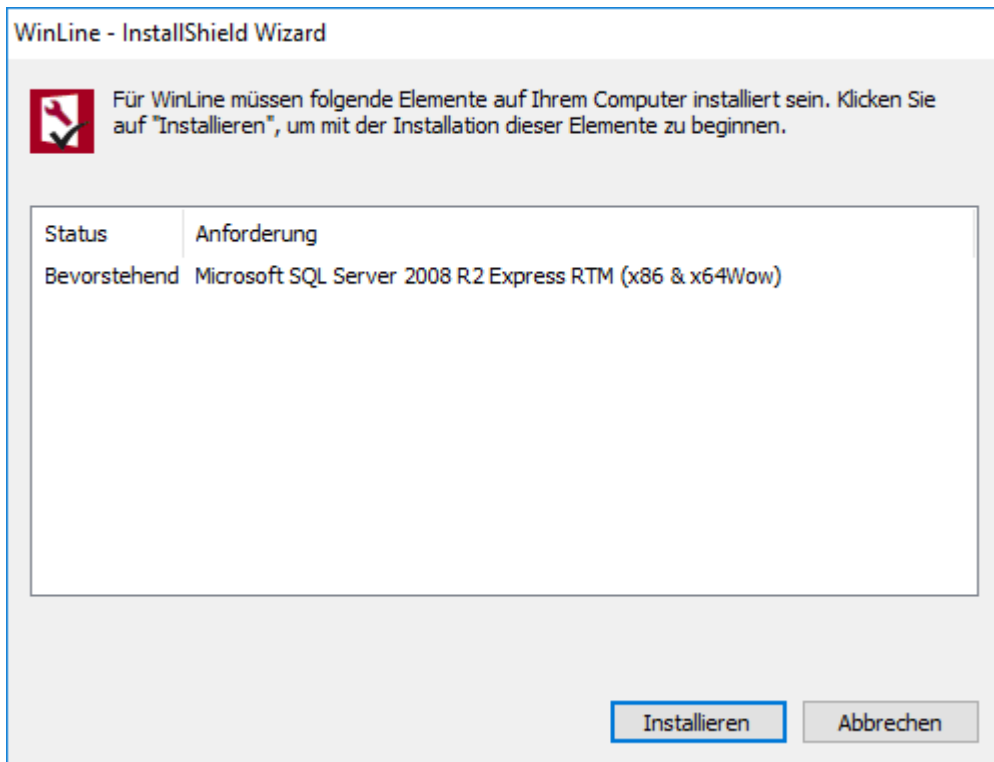 WinLine - InstallShield Wizard
Für WinLine müssen folgende Elemente auf Ihrem Computer installiert sein. Klicken Sie
auf "Installieren", um mit der Installation dieser Elemente zu beginnen.
Status Anforderung
Bevorstehend Microsoft SQL Server 2008 R2 Express RTM (x86 & x64Wow)
Installieren Abbrechen